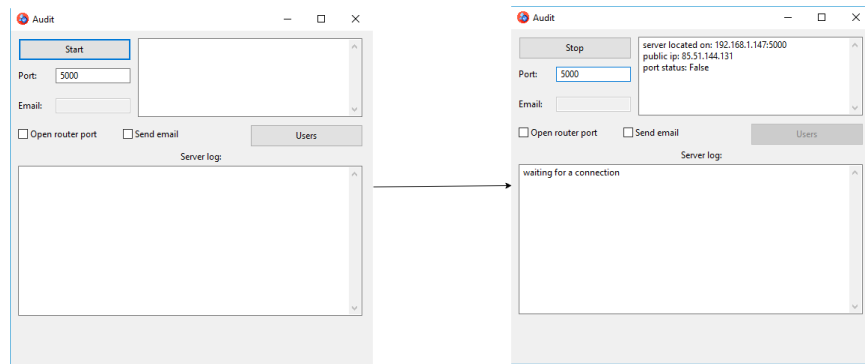 Audit
Start
Port: 5000
Email:
Open router port Send email Users
Server log:
Audit
Stop
server located on: 192.168.1.147:5000
public ip: 85.51.144.131
port status: False
Port: 5000
Email:
Open router port Send email Users
Server log:
waiting for a connection